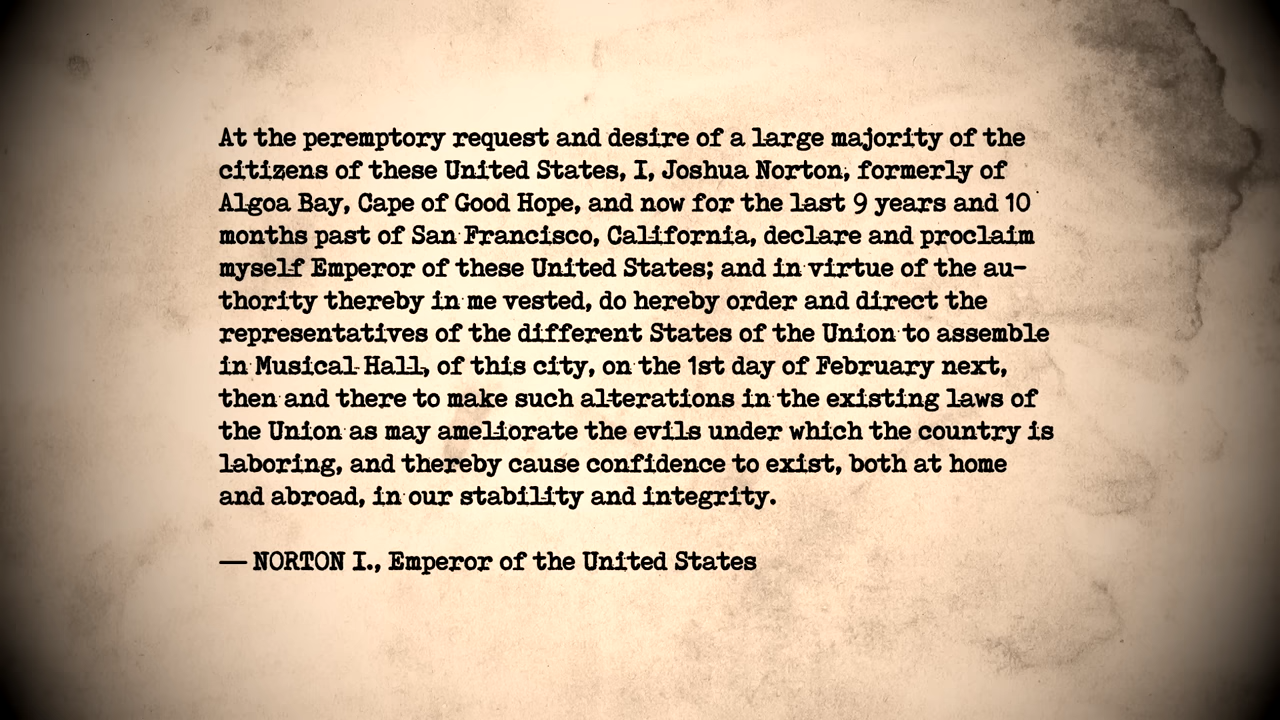 At the peremptory request and desire of a large majority of the
citizens of these United States, I, Joshua Norton, formerly of
Algoa Bay, Cape of Good Hope, and now for the last 9 years and 10
months past of San Francisco, California, declare and proclaim
myself Emperor of these United States; and in virtue of the au-
thority thereby in me vested, do hereby order and direct the
representatives of the different States of the Union to assemble
in Musical Hall, of this city, on the 1st day of February next,
then and there to make such alterations in the existing laws of
the Union as may ameliorate the evils under which the country is
laboring, and thereby cause confidence to exist, both at home
and abroad, in our stability and integrity.
— NORTON I., Emperor of the United States